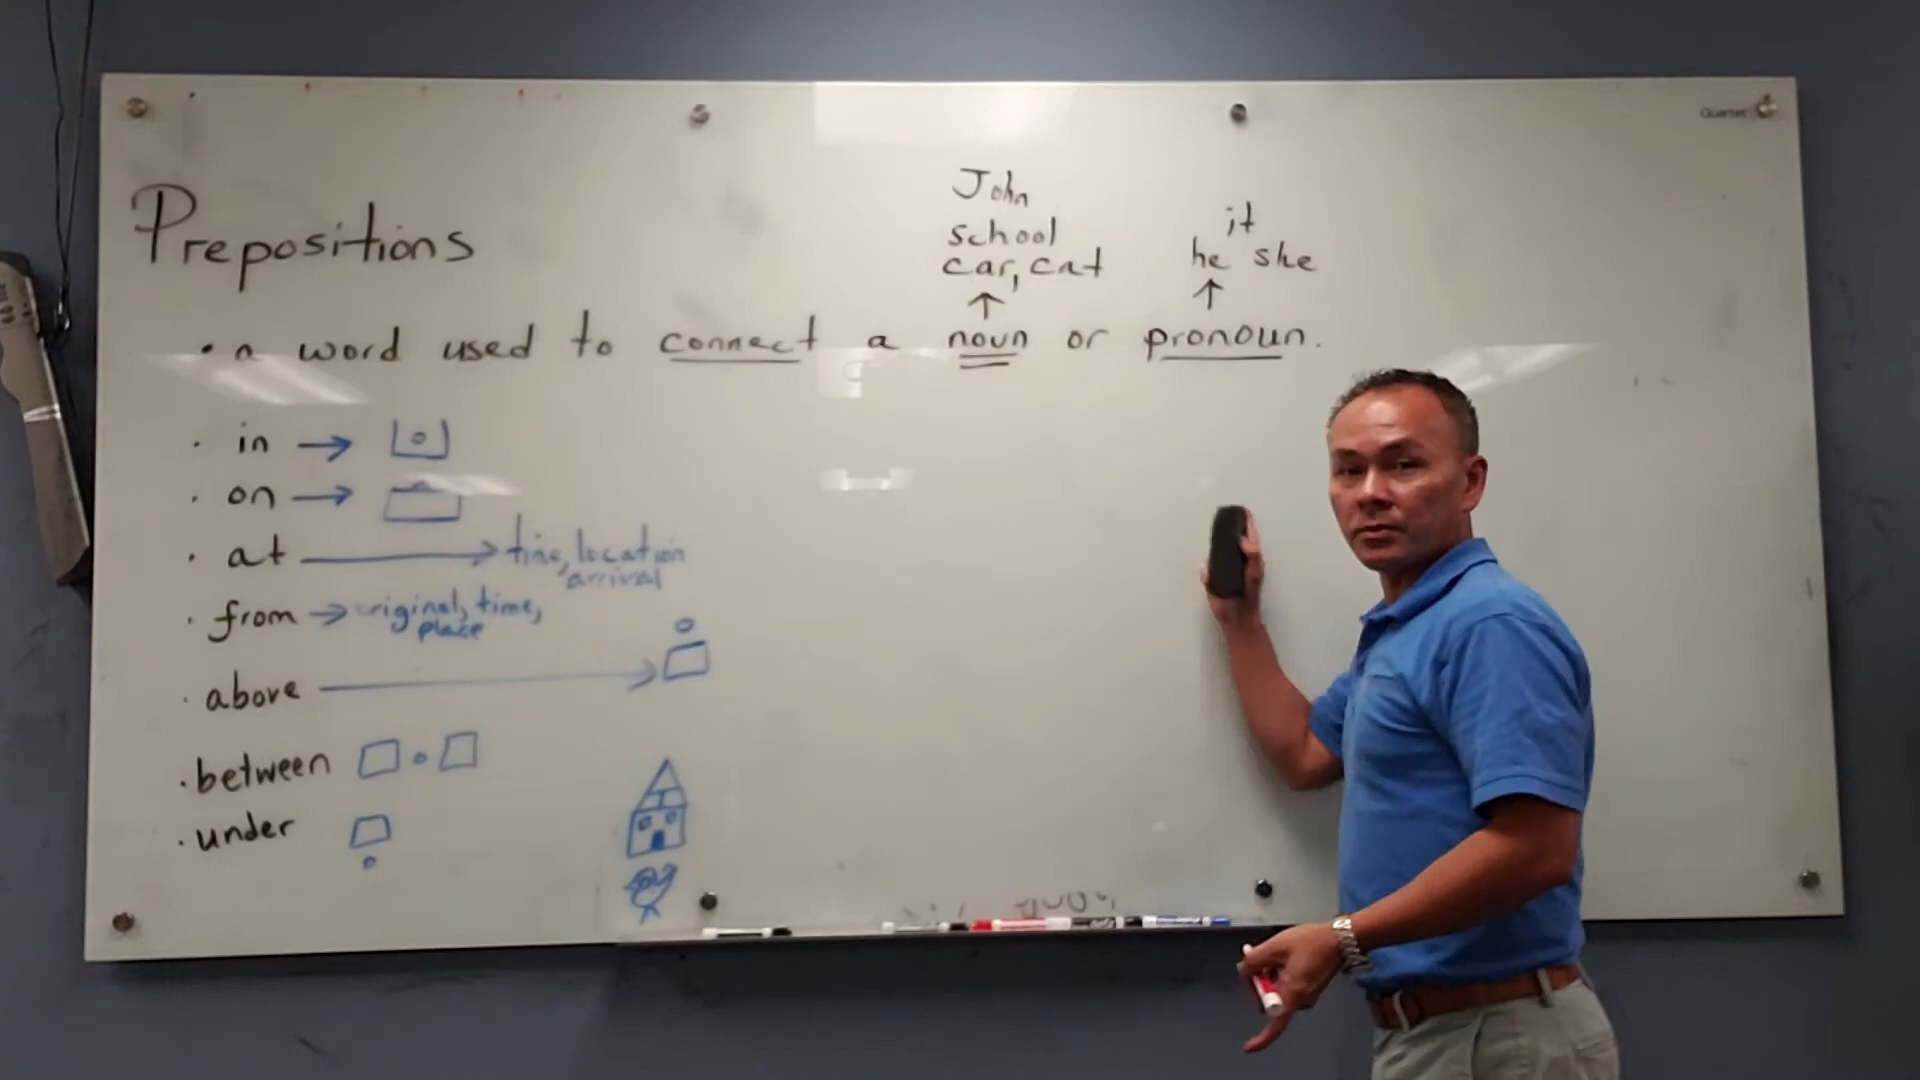 Quartet
John
school
car, cat
it
he she
Prepositions
• a word used to connect a noun or pronoun.
• in
• on
• at time, location
arrival
• from original, time,
place
• above
• between
• under